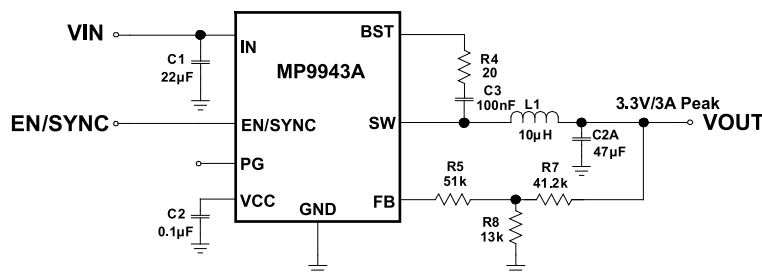 VIN
C1
22µF
IN
BST
MP9943A
R4
20
C3
100nF
L1
10µH
3.3V/3A Peak
VOUT
EN/SYNC
EN/SYNC
SW
C2A
47µF
PG
VCC
FB
R5
51k
R7
41.2k
C2
0.1µF
GND
R8
13k